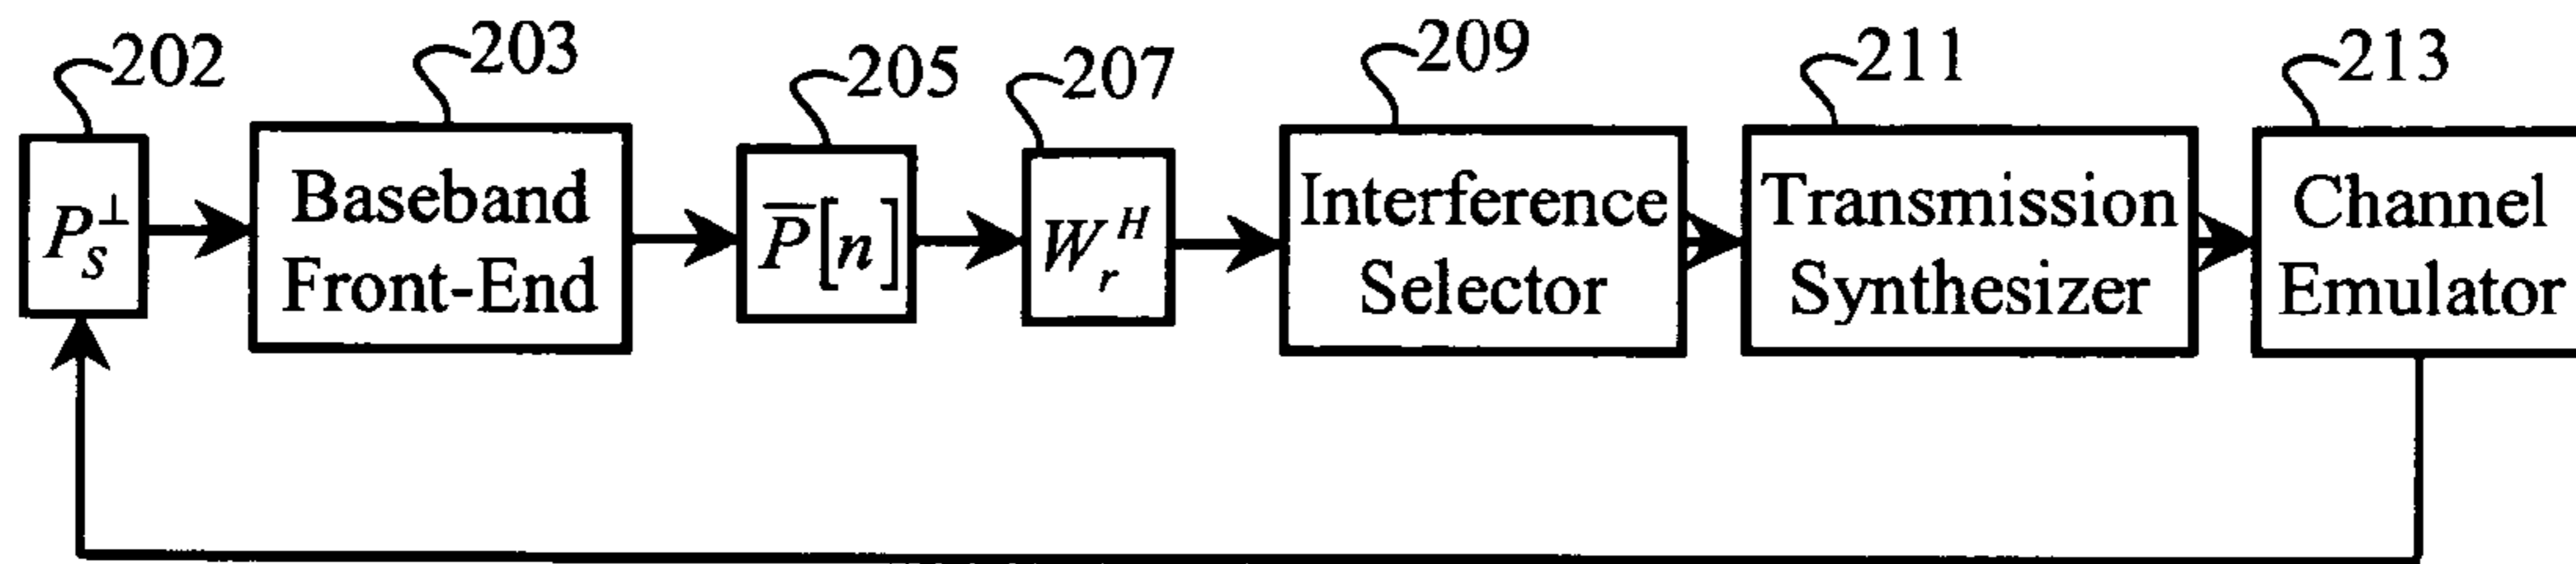 202
203
205
207
209
211
213
P_S^⊥
Baseband
Front-End
P̅[n]
W_r^H
Interference
Selector
Transmission
Synthesizer
Channel
Emulator